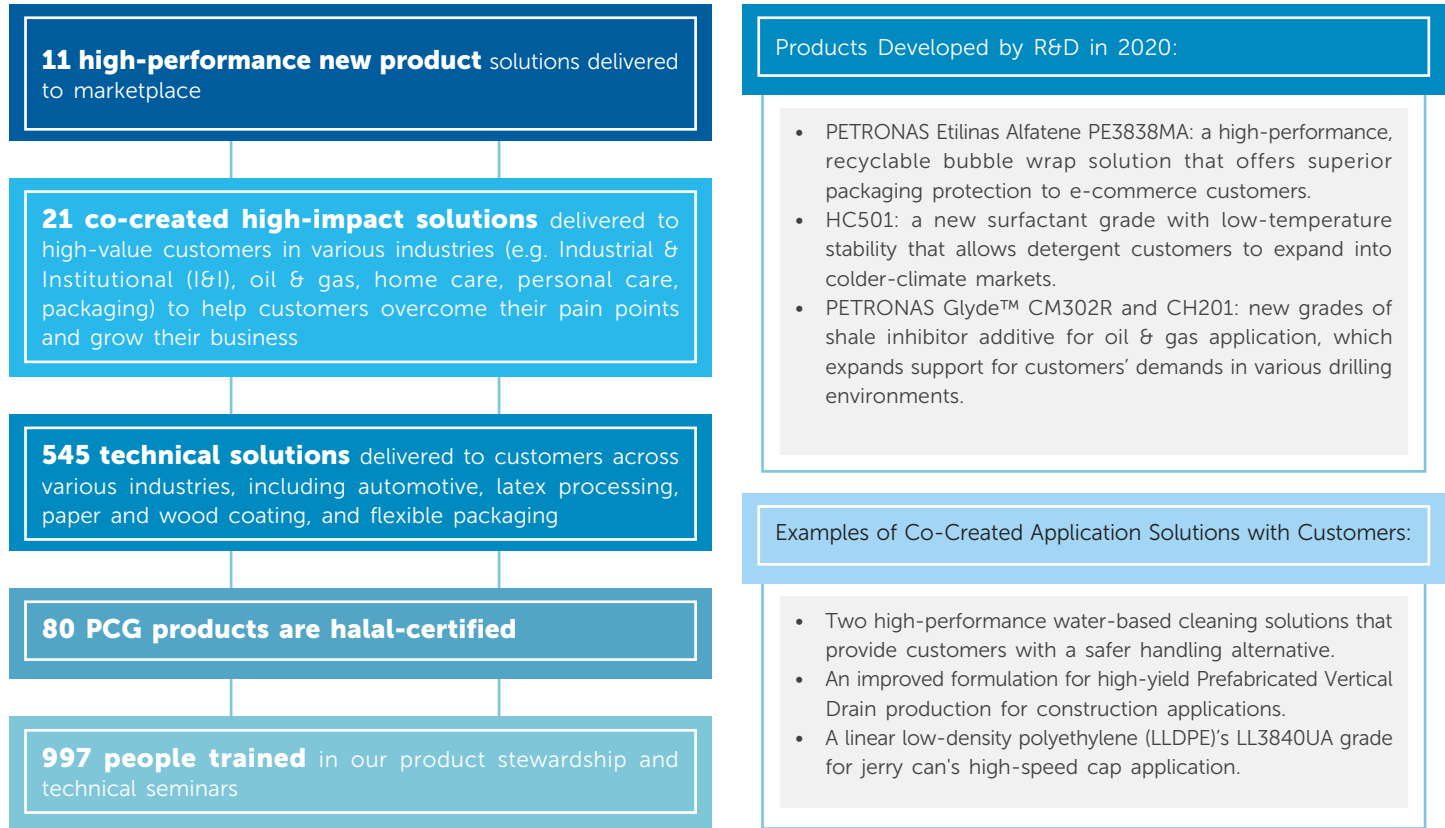 11 high-performance new product solutions delivered
to marketplace
21 co-created high-impact solutions delivered to
high-value customers in various industries (e.g. Industrial &
Institutional (I&I), oil & gas, home care, personal care,
packaging) to help customers overcome their pain points
and grow their business
545 technical solutions delivered to customers across
various industries, including automotive, latex processing,
paper and wood coating, and flexible packaging
80 PCG products are halal-certified
997 people trained in our product stewardship and
technical seminars
Products Developed by R&D in 2020:
• PETRONAS Etilinas Alfatene PE3838MA: a high-performance,
recyclable bubble wrap solution that offers superior
packaging protection to e-commerce customers.
• HC501: a new surfactant grade with low-temperature
stability that allows detergent customers to expand into
colder-climate markets.
• PETRONAS Glyde™ CM302R and CH201: new grades of
shale inhibitor additive for oil & gas application, which
expands support for customers’ demands in various drilling
environments.
Examples of Co-Created Application Solutions with Customers:
• Two high-performance water-based cleaning solutions that
provide customers with a safer handling alternative.
• An improved formulation for high-yield Prefabricated Vertical
Drain production for construction applications.
• A linear low-density polyethylene (LLDPE)’s LL3840UA grade
for jerry can's high-speed cap application.